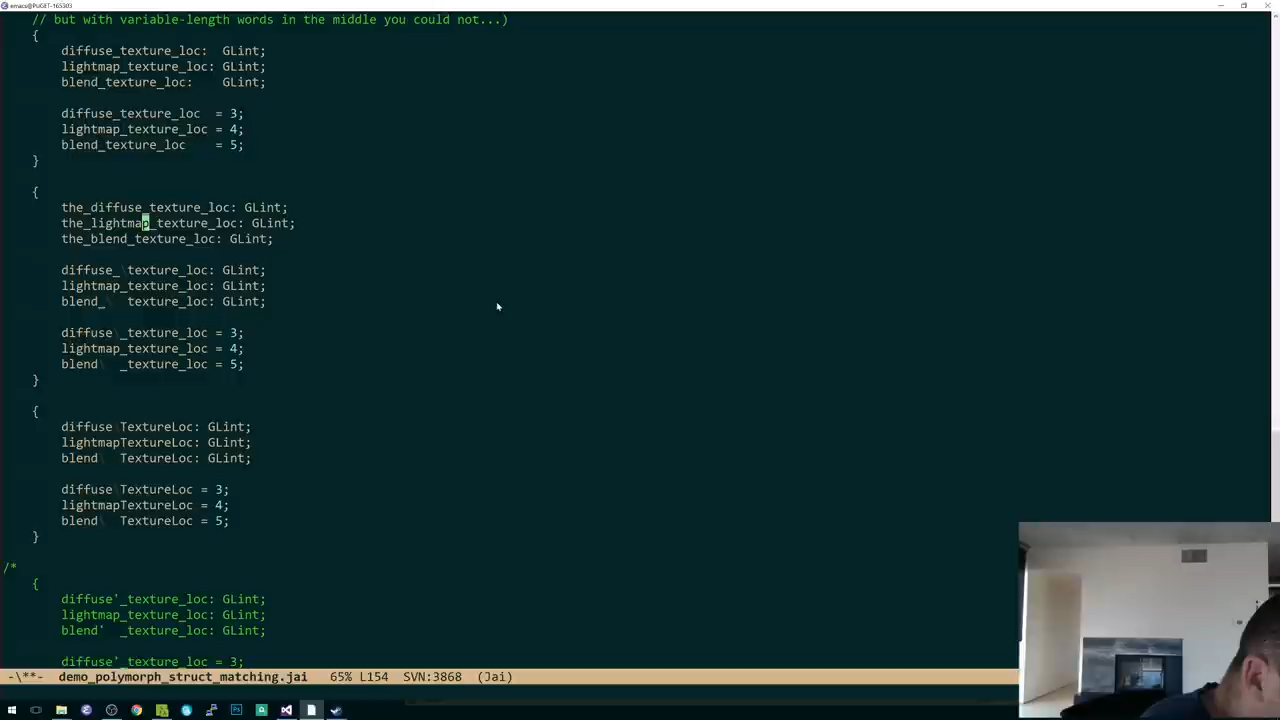 emacs@PUGET-165303
// but with variable-length words in the middle you could not...)
{
diffuse_texture_loc:  GLint;
lightmap_texture_loc: GLint;
blend_texture_loc:    GLint;
diffuse_texture_loc  = 3;
lightmap_texture_loc = 4;
blend_texture_loc    = 5;
}
{
the_diffuse_texture_loc: GLint;
the_lightmap_texture_loc: GLint;
the_blend_texture_loc: GLint;
diffuse_\texture_loc: GLint;
lightmap_texture_loc: GLint;
blend_\  texture_loc: GLint;
diffuse\_texture_loc = 3;
lightmap_texture_loc = 4;
blend\  _texture_loc = 5;
}
{
diffuse\TextureLoc: GLint;
lightmapTextureLoc: GLint;
blend\  TextureLoc: GLint;
diffuse\TextureLoc = 3;
lightmapTextureLoc = 4;
blend\  TextureLoc = 5;
}
/*
{
diffuse'_texture_loc: GLint;
lightmap_texture_loc: GLint;
blend'  _texture_loc: GLint;
diffuse'_texture_loc = 3;
-\**-  demo_polymorph_struct_matching.jai   65% L154  SVN:3868  (Jai)